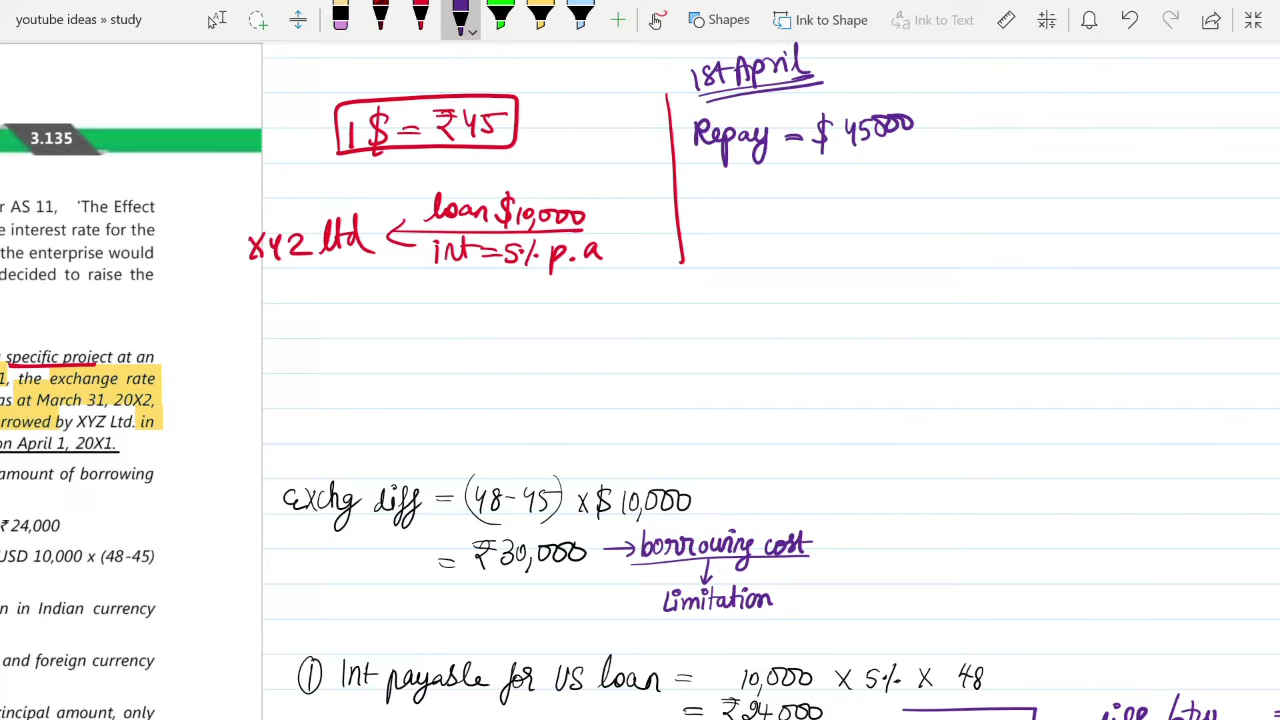 youtube ideas » study
Shapes
Ink to Shape
Ink to Text
3.135
r AS 11, 'The Effect
e interest rate for the
the enterprise would
decided to raise the
specific project at an
1, the exchange rate
as at March 31, 20X2,
rrowed by XYZ Ltd. in
on April 1, 20X1.
amount of borrowing
₹ 24,000
USD 10,000 x (48-45)
n in Indian currency
and foreign currency
rincipal amount, only
1 $ = ₹45
XYZ ltd
loan $10,000
int = 5% p.a
1st April
Repay = $ 45000
exchg diff = (48-45) x $ 10,000
= ₹30,000 → borrowing cost
Limitation
① Int payable for US loan = 10,000 x 5% x 48
= ₹24,000